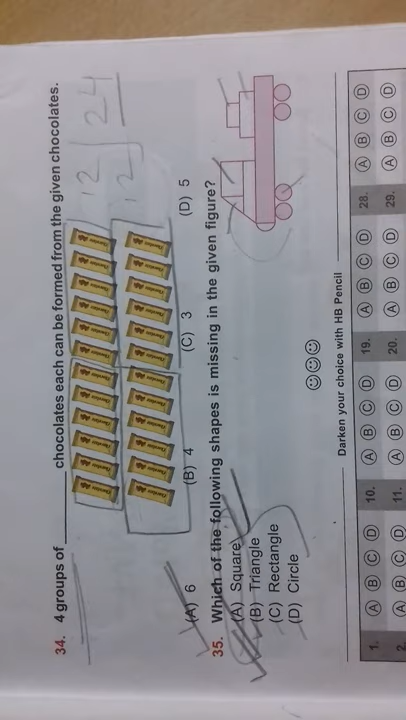 34. 4 groups of ______ chocolates each can be formed from the given chocolates.
12 24
12
(A) 6 (B) 4 (C) 3 (D) 5
35. Which of the following shapes is missing in the given figure?
(A) Square
(B) Triangle
(C) Rectangle
(D) Circle
Darken your choice with HB Pencil
1. A B C D 10. A B C D 19. A B C D 28. A B C D
2. A B C D 11. A B C D 20. A B C D 29. A B C D